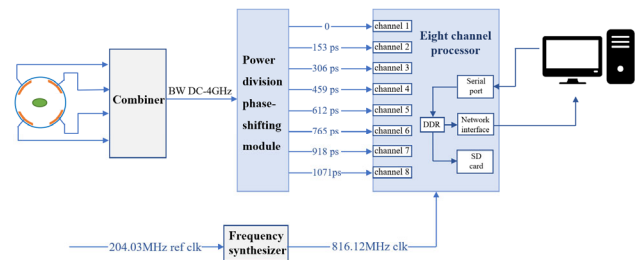 Combiner
BW DC-4GHz
Power
division
phase-
shifting
module
0
153 ps
306 ps
459 ps
612 ps
765 ps
918 ps
1071ps
channel 1
channel 2
channel 3
channel 4
channel 5
channel 6
channel 7
channel 8
Eight channel
processor
Serial
port
DDR
Network
interface
SD
card
204.03MHz ref clk
Frequency
synthesizer
816.12MHz clk